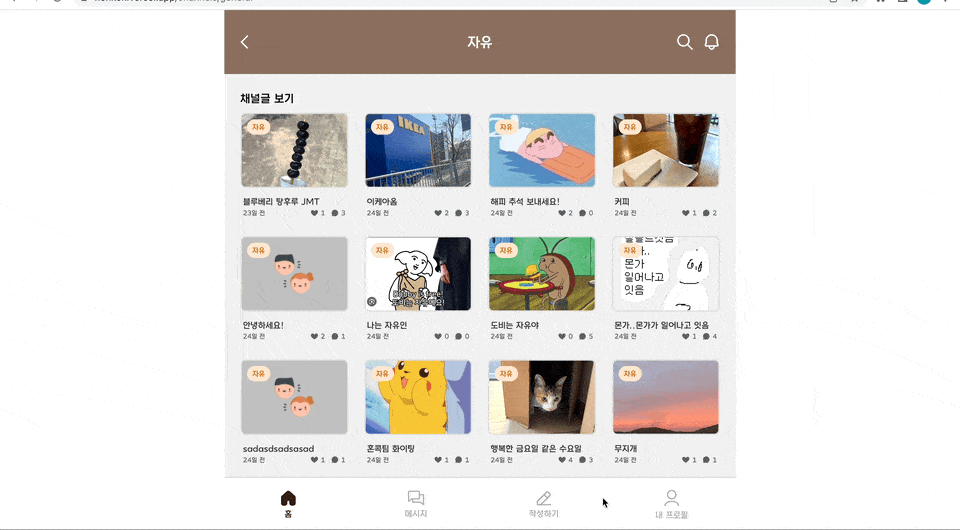 자유
채널글 보기
자유
자유
자유
자유
IKEA
블루베리 탕후루 JMT
이케아옴
해피 추석 보내세요!
커피
23일 전 1 3
24일 전 2 3
24일 전 2 0
24일 전 1 2
자유
자유
자유
자유
몬가
일어나고
잇음
안녕하세요!
나는 자유인
도비는 자유야
몬가..몬가가 일어나고 잇음
24일 전 2 1
24일 전 0 0
24일 전 0 5
24일 전 1 4
자유
자유
자유
자유
sadasdsadsasad
혼콕팀 화이팅
행복한 금요일 같은 수요일
무지개
24일 전 1 1
24일 전 1 1
24일 전 4 3
24일 전 1 1
홈
메시지
작성하기
내 프로필